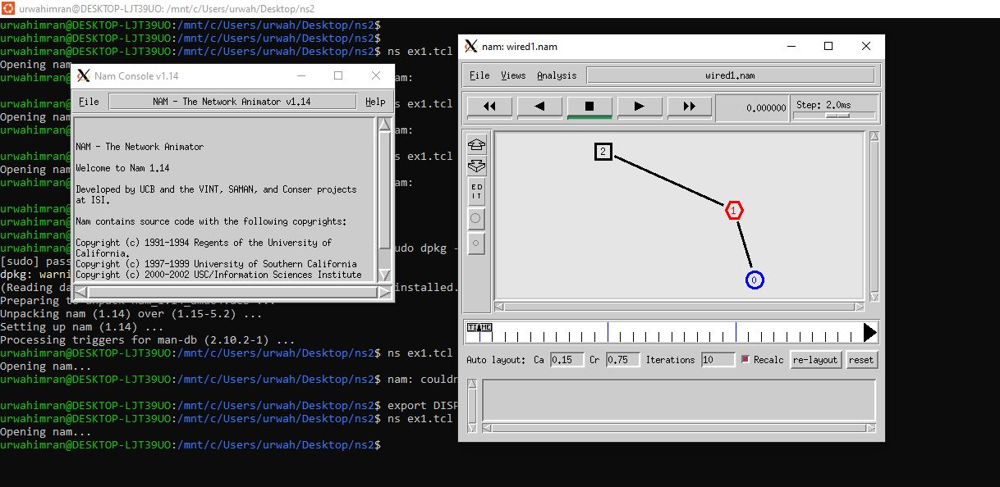 urwahimran@DESKTOP-LJT39UO: /mnt/c/Users/urwah/Desktop/ns2
urwahimran@DESKTOP-LJT39UO:/mnt/c/Users/urwah/Desktop/ns2$
urwahimran@DESKTOP-LJT39UO:/mnt/c/Users/urwah/Desktop/ns2$
urwahimran@DESKTOP-LJT39UO:/mnt/c/Users/urwah/Desktop/ns2$ ns ex1.tcl
Opening nam
urwahimran@ am:
urwahimran@ s ex1.tcl
Opening nam
urwahimran@ am:
urwahimran@ s ex1.tcl
Opening nam
urwahimran@ am:
urwahimran@
urwahimran@
urwahimran@
urwahimran@ udo dpkg -
[sudo] pass
dpkg: warni
(Reading da installed.
Preparing to unpack nam_1.14_amd64.deb ...
Unpacking nam (1.14) over (1.15-5.2) ...
Setting up nam (1.14) ...
Processing triggers for man-db (2.10.2-1) ...
urwahimran@DESKTOP-LJT39UO:/mnt/c/Users/urwah/Desktop/ns2$ ns ex1.tcl
Opening nam...
urwahimran@DESKTOP-LJT39UO:/mnt/c/Users/urwah/Desktop/ns2$ nam: couldn
urwahimran@DESKTOP-LJT39UO:/mnt/c/Users/urwah/Desktop/ns2$ export DISP
urwahimran@DESKTOP-LJT39UO:/mnt/c/Users/urwah/Desktop/ns2$ ns ex1.tcl
Opening nam...
urwahimran@DESKTOP-LJT39UO:/mnt/c/Users/urwah/Desktop/ns2$
Nam Console v1.14
File NAM - The Network Animator v1.14 Help
NAM - The Network Animator
Welcome to Nam 1.14
Developed by UCB and the VINT, SAMAN, and Conser projects
at ISI.
Nam contains source code with the following copyrights:
Copyright (c) 1991-1994 Regents of the University of
California.
Copyright (c) 1997-1999 University of Southern California
Copyright (c) 2000-2002 USC/Information Sciences Institute
nam: wired1.nam
File Views Analysis wired1.nam
0.000000 Step: 2.0ms
ED
IT
2
1
0
TIME
Auto layout: Ca 0.15 Cr 0.75 Iterations 10 Recalc re-layout reset